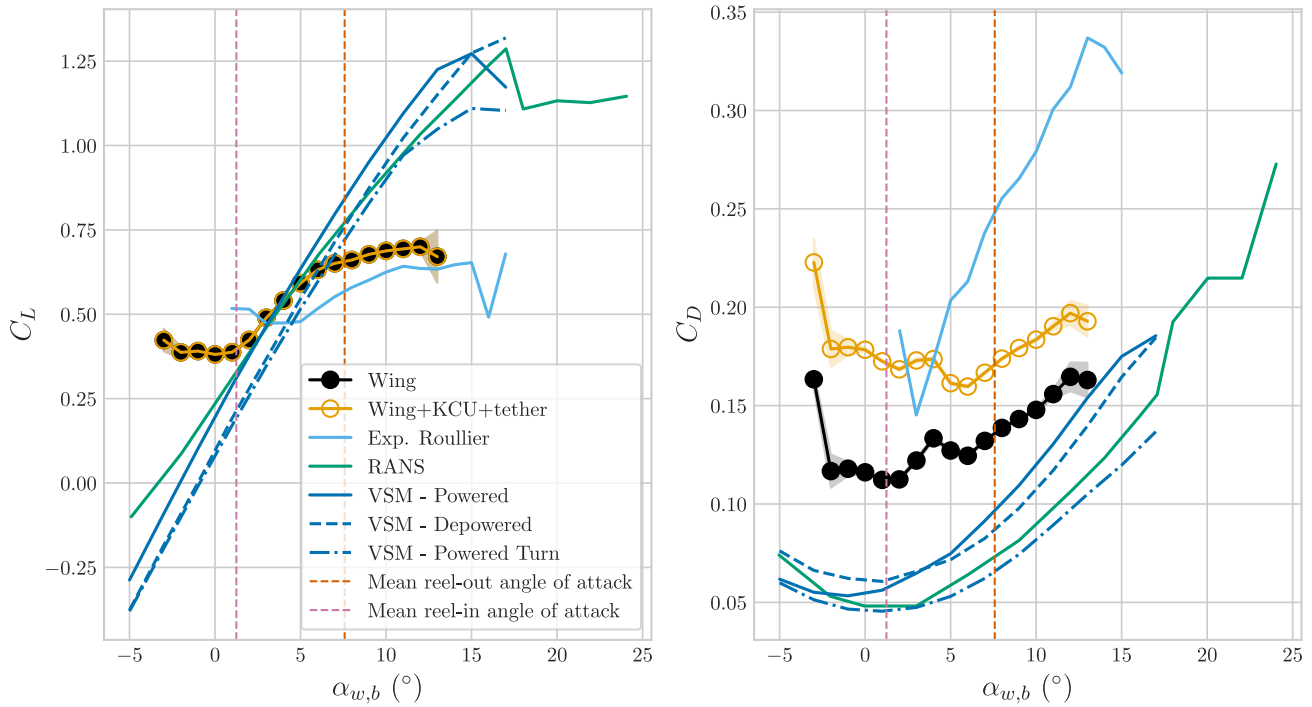 1.25
1.00
0.75
0.50
0.25
0.00
−0.25
C_L
−5 0 5 10 15 20 25
α_{w,b} (°)
Wing
Wing+KCU+tether
Exp. Roullier
RANS
VSM - Powered
VSM - Depowered
VSM - Powered Turn
Mean reel-out angle of attack
Mean reel-in angle of attack
0.35
0.30
0.25
0.20
0.15
0.10
0.05
C_D
−5 0 5 10 15 20 25
α_{w,b} (°)